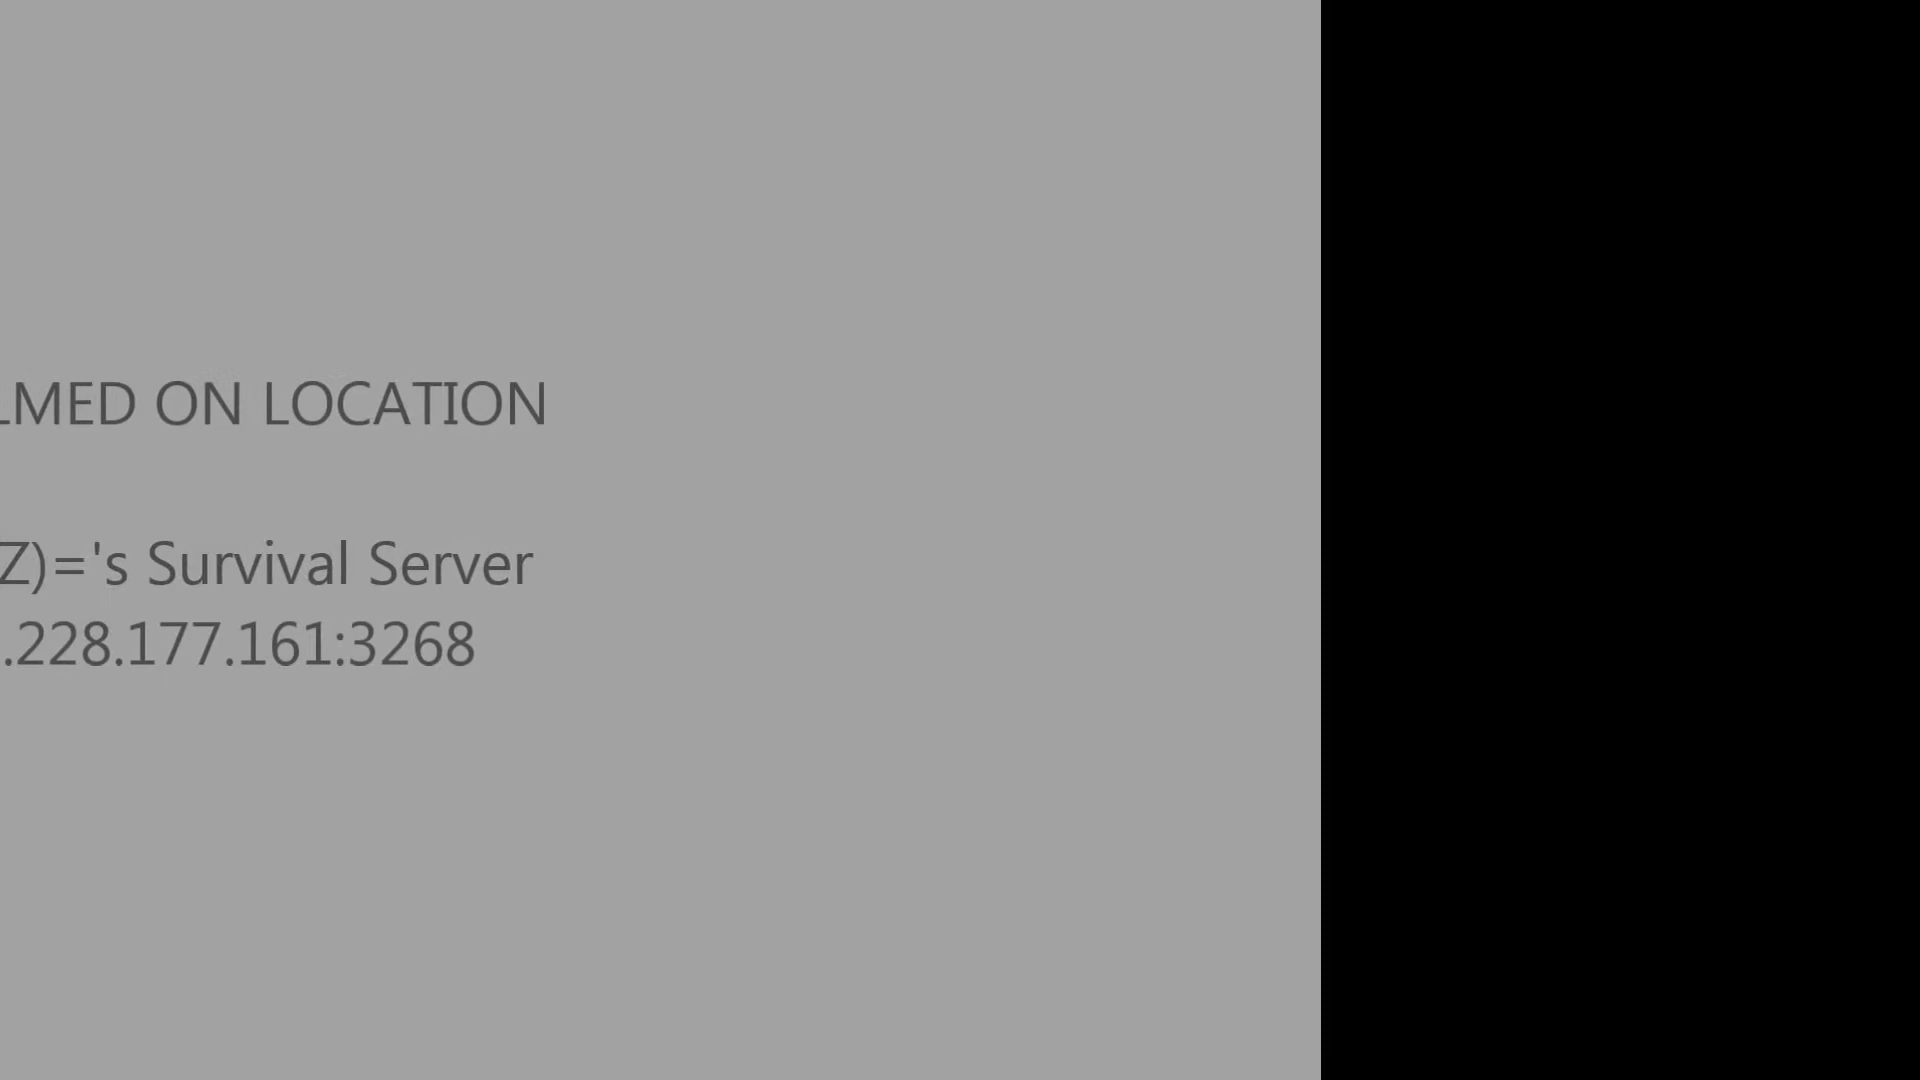 LMED ON LOCATION
Z)='s Survival Server
.228.177.161:3268